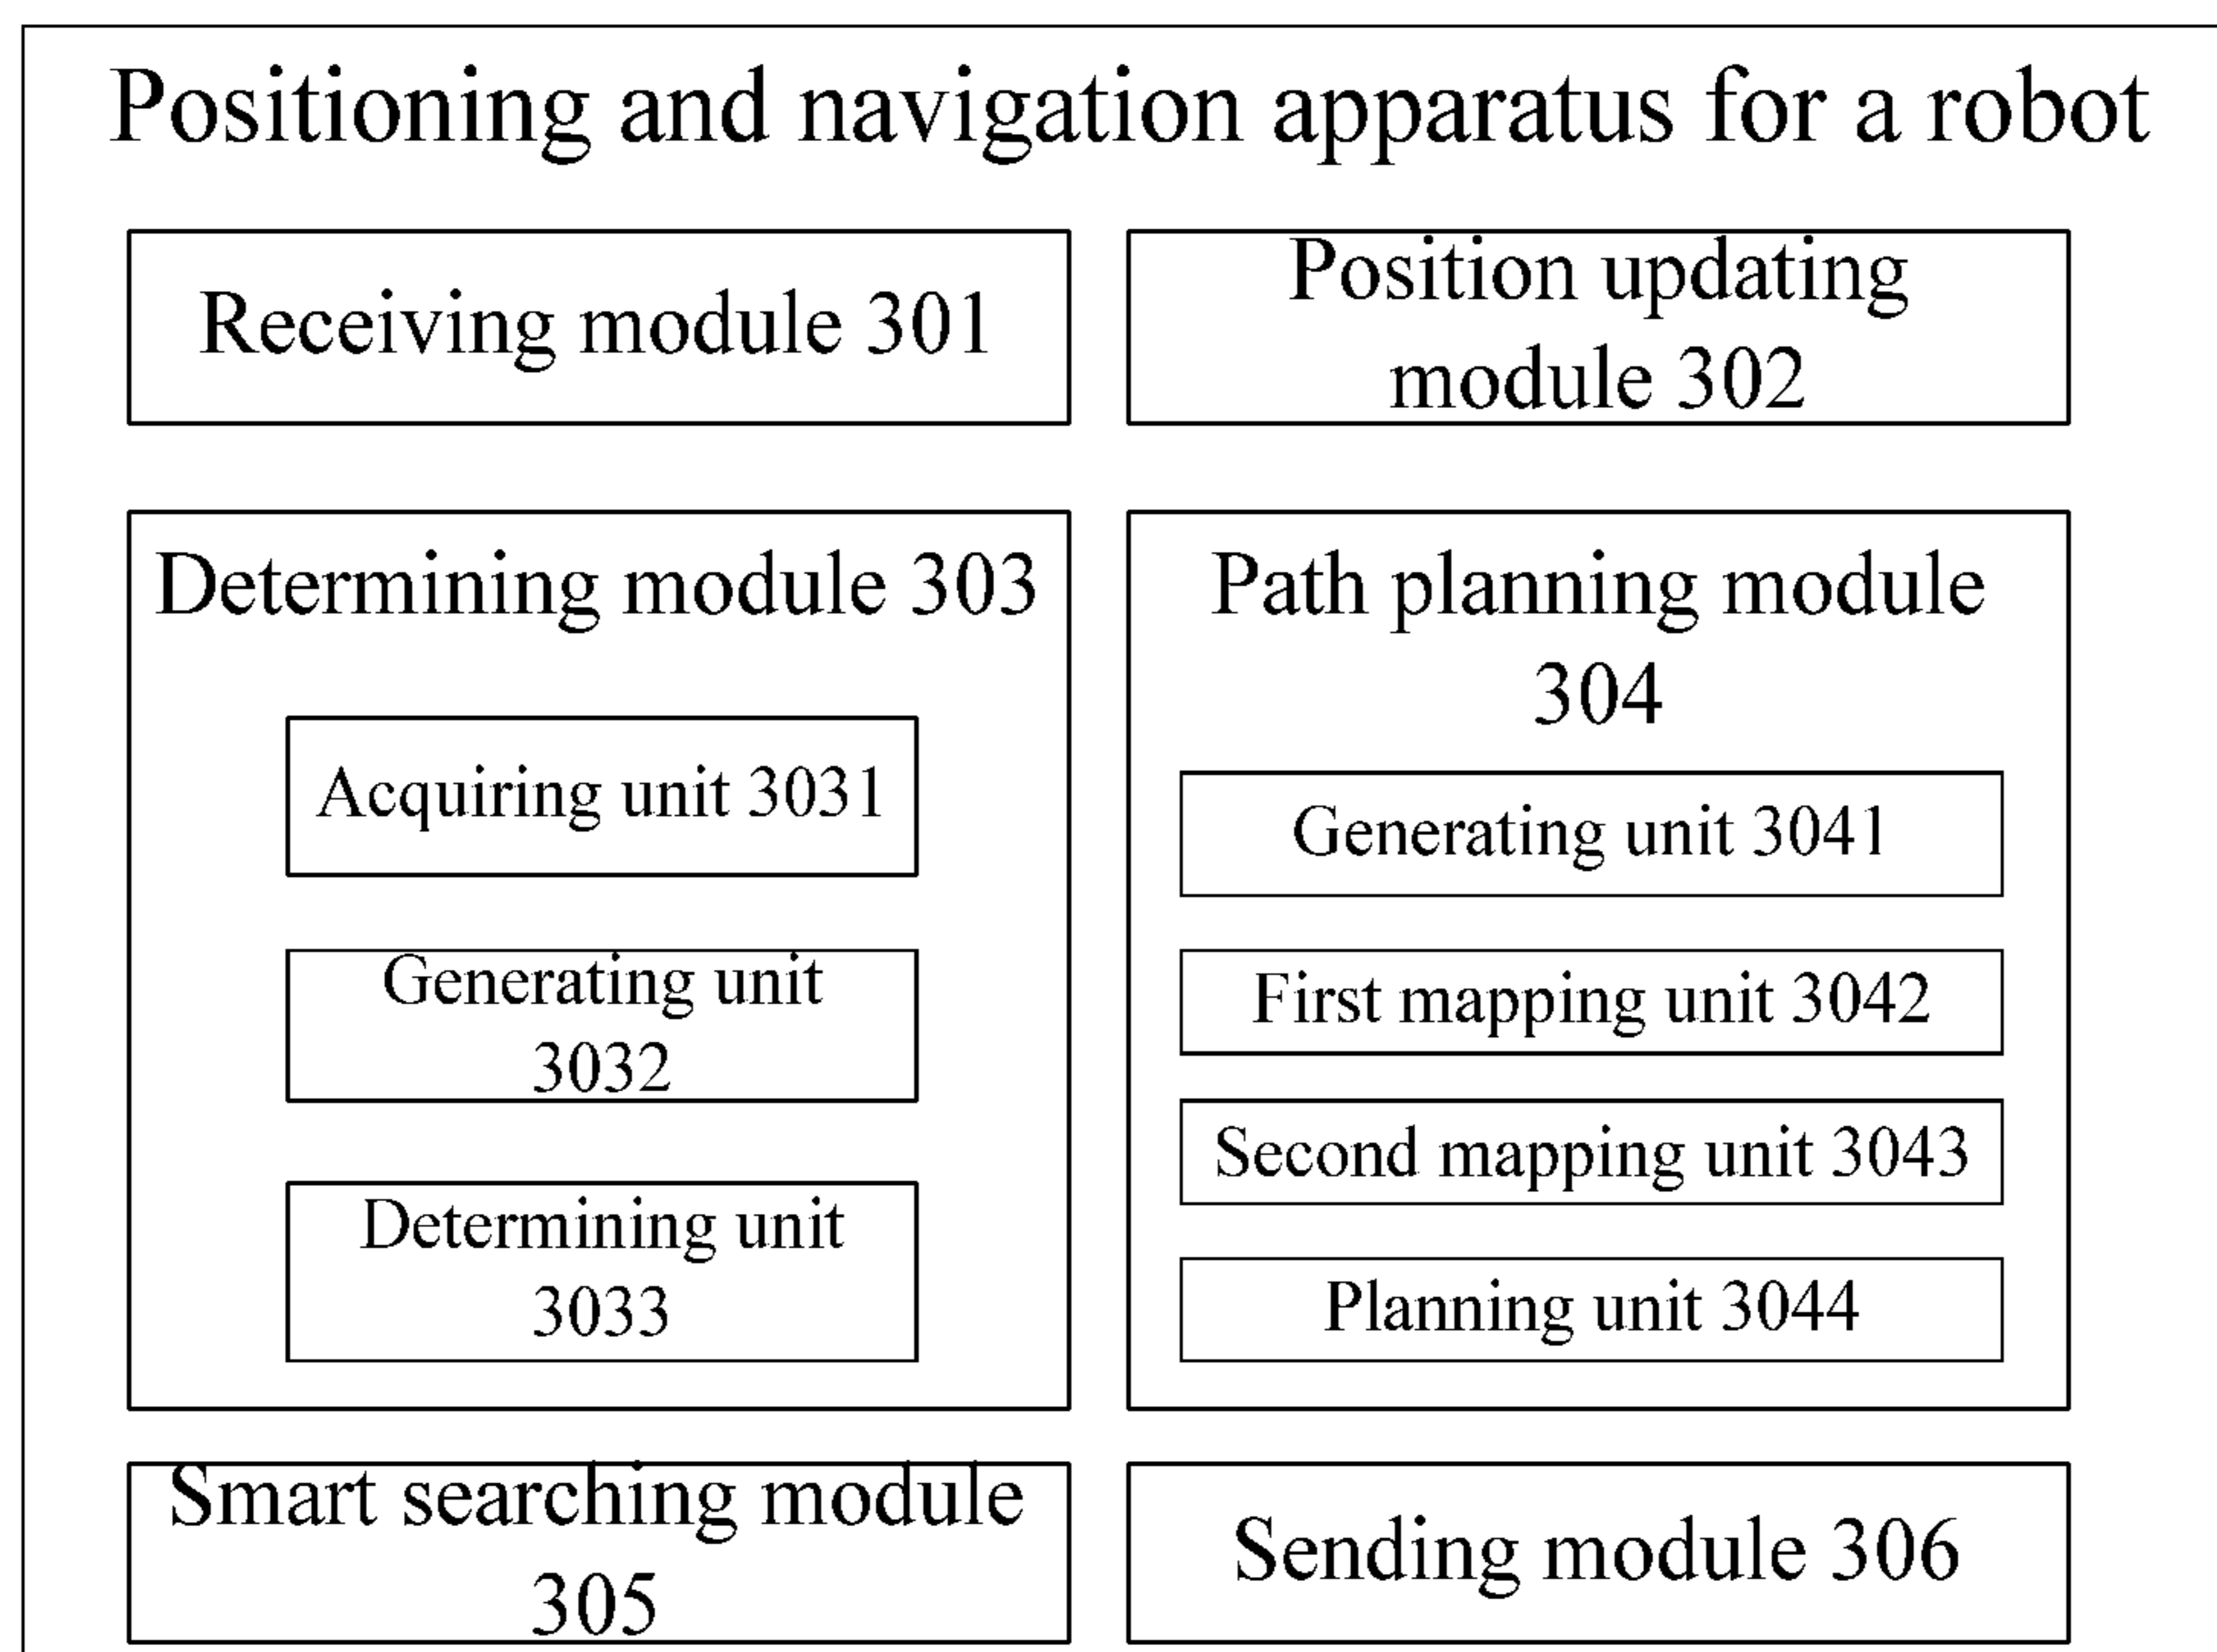 Positioning and navigation apparatus for a robot
Receiving module 301
Position updating
module 302
Determining module 303
Acquiring unit 3031
Generating unit
3032
Determining unit
3033
Path planning module
304
Generating unit 3041
First mapping unit 3042
Second mapping unit 3043
Planning unit 3044
Smart searching module
305
Sending module 306